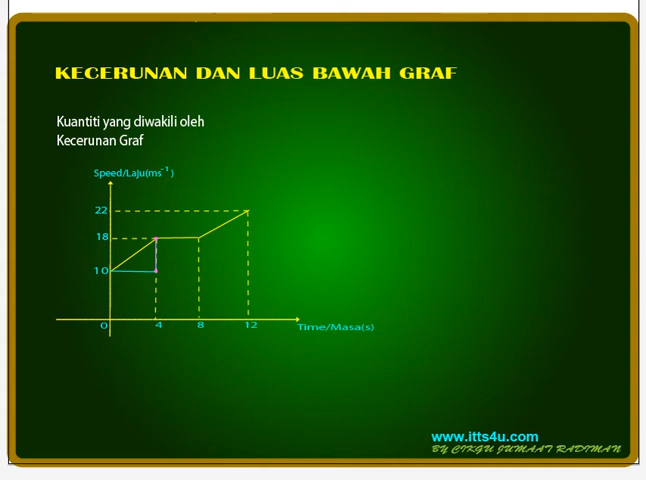 KECERUNAN DAN LUAS BAWAH GRAF
Kuantiti yang diwakili oleh
Kecerunan Graf
Speed/Laju(ms⁻¹)
22
18
10
0 4 8 12 Time/Masa(s)
www.itts4u.com
BY CIKGU JUMAAT RADIMAN